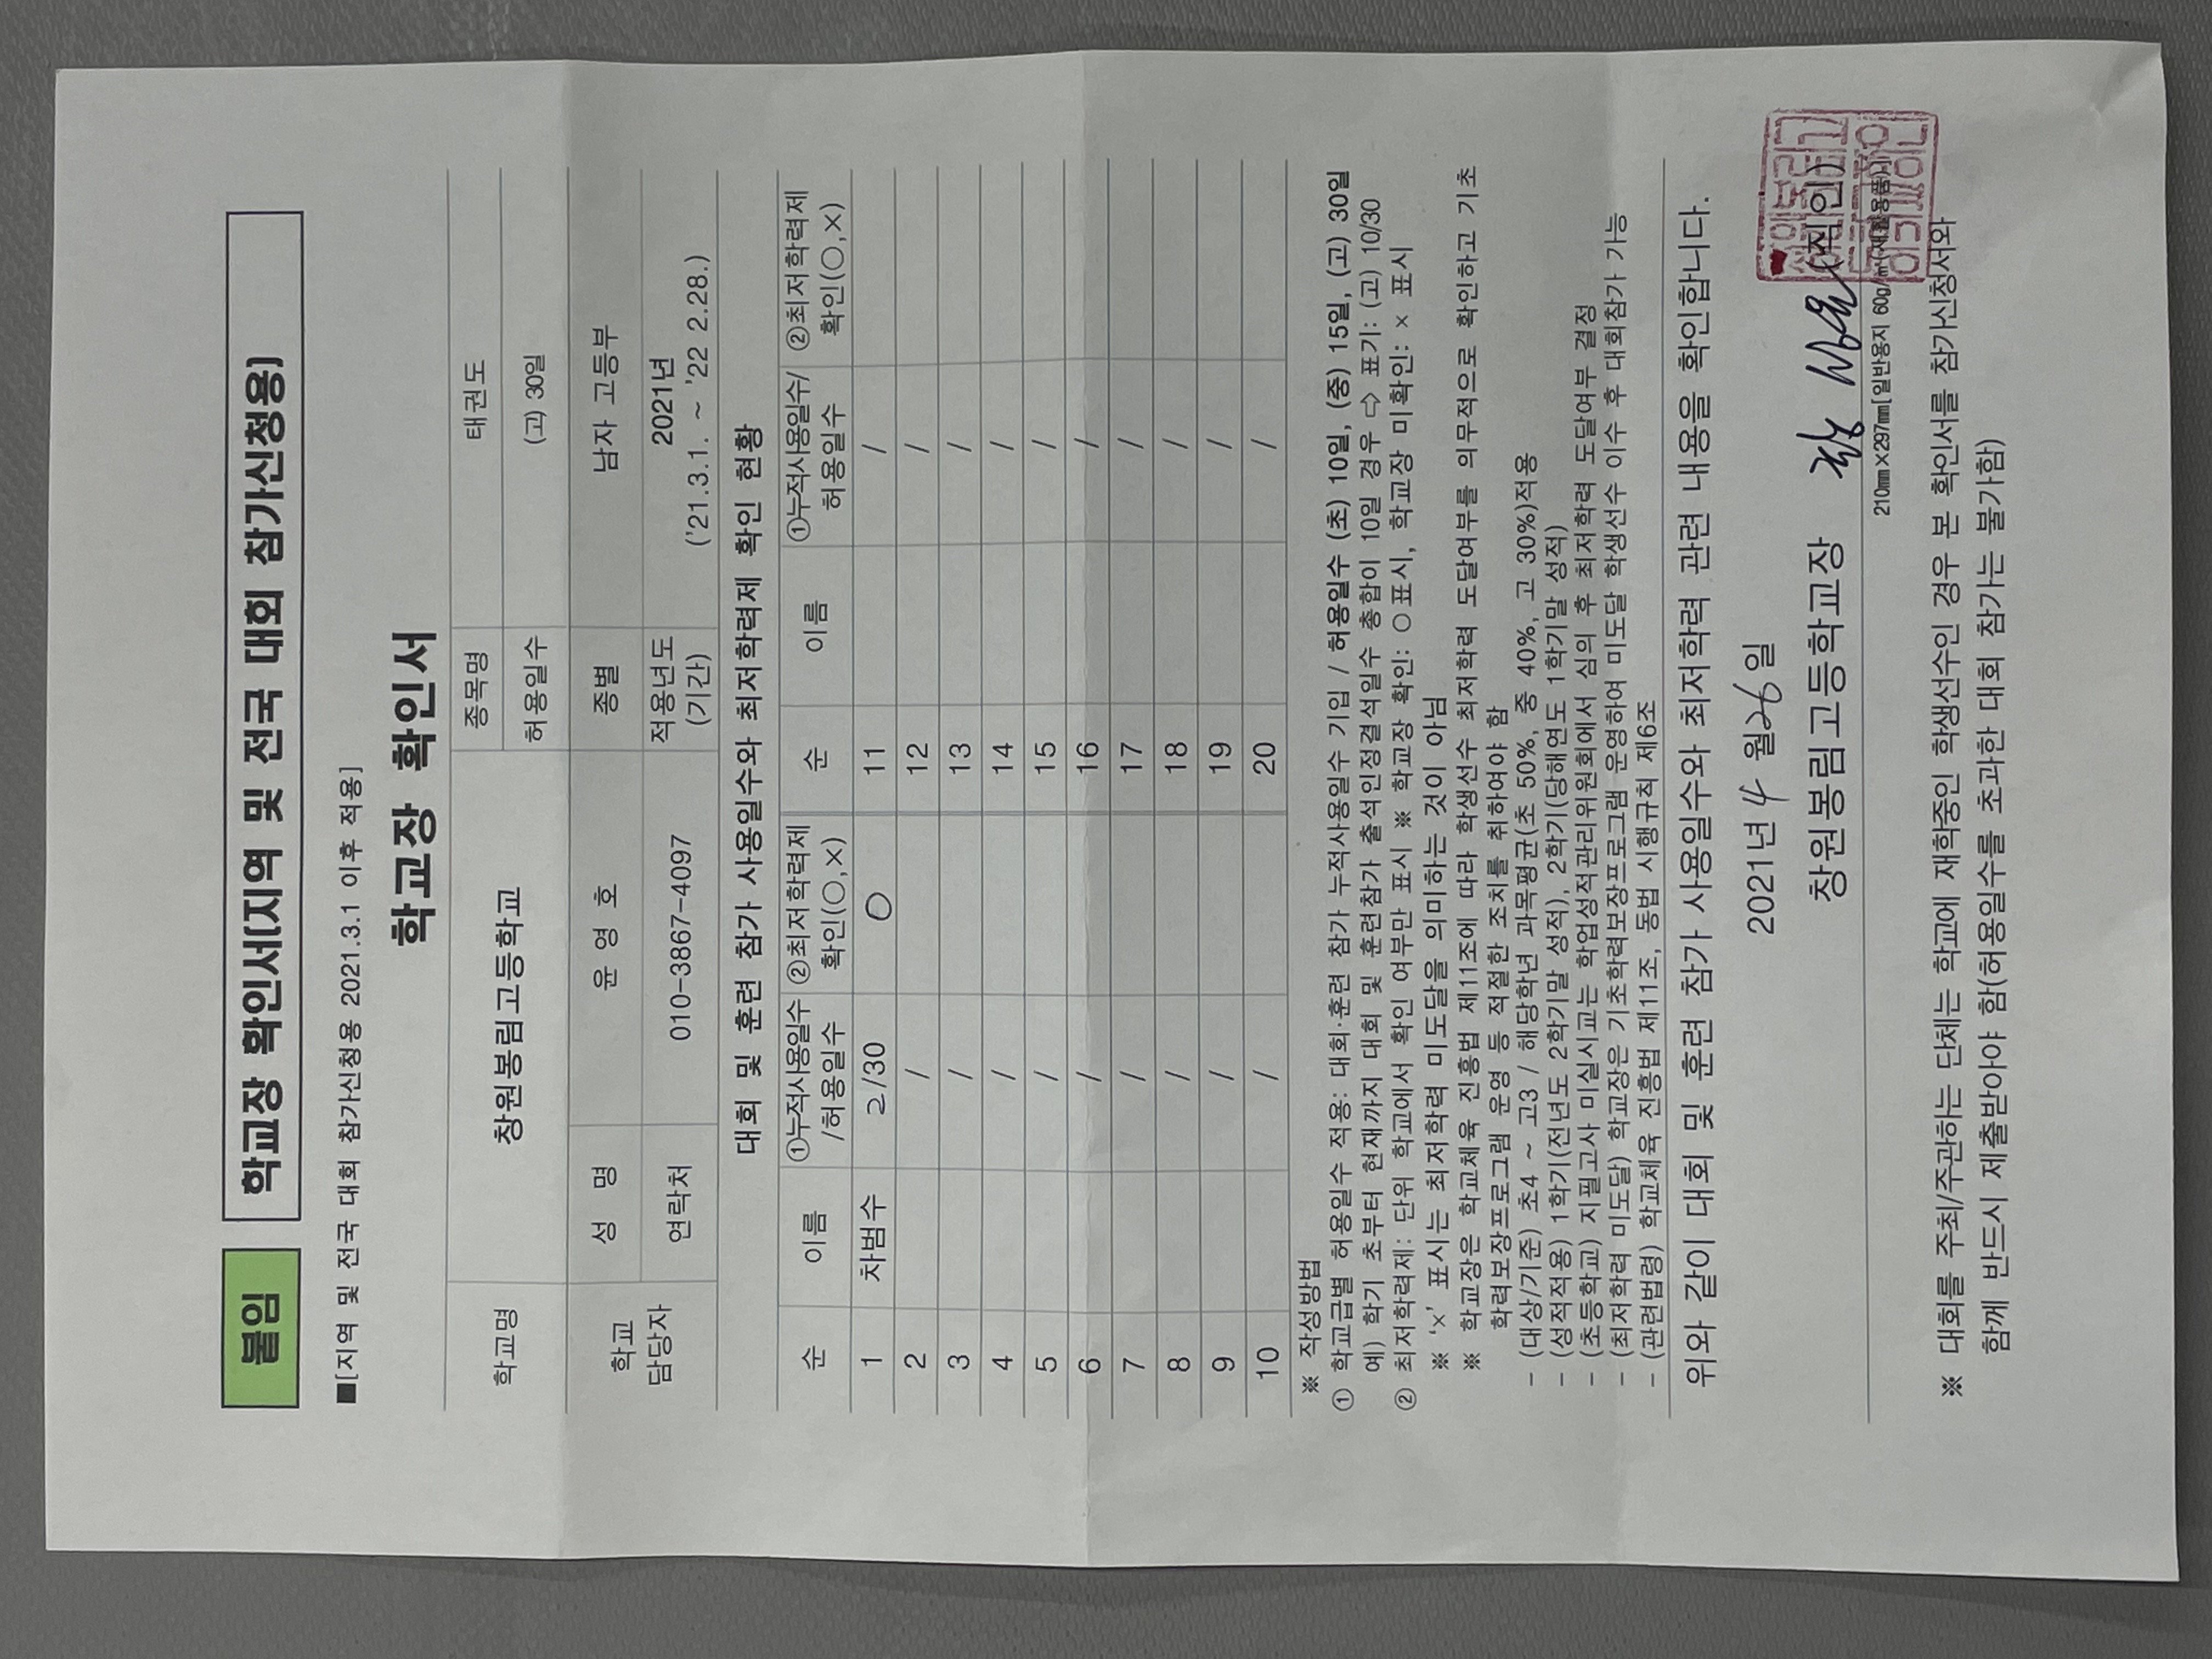 붙임
학교장 확인서(지역 및 전국 대회 참가신청용)
■[지역 및 전국 대회 참가신청용 2021.3.1 이후 적용]
학교장 확인서
학교명 창원봉림고등학교 종목명 태권도
허용일수 (고) 30일
학교 담당자 성 명 윤 영 호 종별 남자 고등부
연락처 010-3867-4097 적용년도 (기간) 2021년 ('21.3.1. ~ '22 2.28.)
대회 및 훈련 참가 사용일수와 최저학력제 확인 현황
순 이름 ①누적사용일수 /허용일수 ②최저학력제 확인(○,×) 순 이름 ①누적사용일수/ 허용일수 ②최저학력제 확인(○,×)
1 차범수 2/30 ○ 11 /
2 / 12 /
3 / 13 /
4 / 14 /
5 / 15 /
6 / 16 /
7 / 17 /
8 / 18 /
9 / 19 /
10 / 20 /
※ 작성방법
① 학교급별 허용일수 적용: 대회·훈련 참가 누적사용일수 기입 / 허용일수 (초) 10일, (중) 15일, (고) 30일
예) 학기 초부터 현재까지 대회 및 훈련참가 출석인정결석일수 총합이 10일 경우 ⇨ 표기: (고) 10/30
② 최저학력제: 단위 학교에서 확인 여부만 표시 ※ 학교장 확인: ○표시, 학교장 미확인: × 표시
※ '×' 표시는 최저학력 미도달을 의미하는 것이 아님
※ 학교장은 학교체육 진흥법 제11조에 따라 학생선수 최저학력 도달여부를 의무적으로 확인하고 기초
학력보장프로그램 운영 등 적절한 조치를 취하여야 함
- (대상/기준) 초4 ~ 고3 / 해당학년 과목평균(초 50%, 중 40%, 고 30%)적용
- (성적적용) 1학기(전년도 2학기말 성적), 2학기(당해연도 1학기말 성적)
- (초등학교) 지필고사 미실시교는 학업성적관리위원회에서 심의 후 최저학력 도달여부 결정
- (최저학력 미도달) 학교장은 기초학력보장프로그램 운영하여 미도달 학생선수 이수 후 대회참가 가능
- (관련법령) 학교체육 진흥법 제11조, 동법 시행규칙 제6조
위와 같이 대회 및 훈련 참가 사용일수와 최저학력 관련 내용을 확인합니다.
2021년 4 월 26 일
창원봉림고등학교장 (직인)
210㎜×297㎜[일반용지 60g/㎡(재활용품)]
※ 대회를 주최/주관하는 단체는 학교에 재학중인 학생선수인 경우 본 확인서를 참가신청서와
함께 반드시 제출받아야 함(허용일수를 초과한 대회 참가는 불가함)